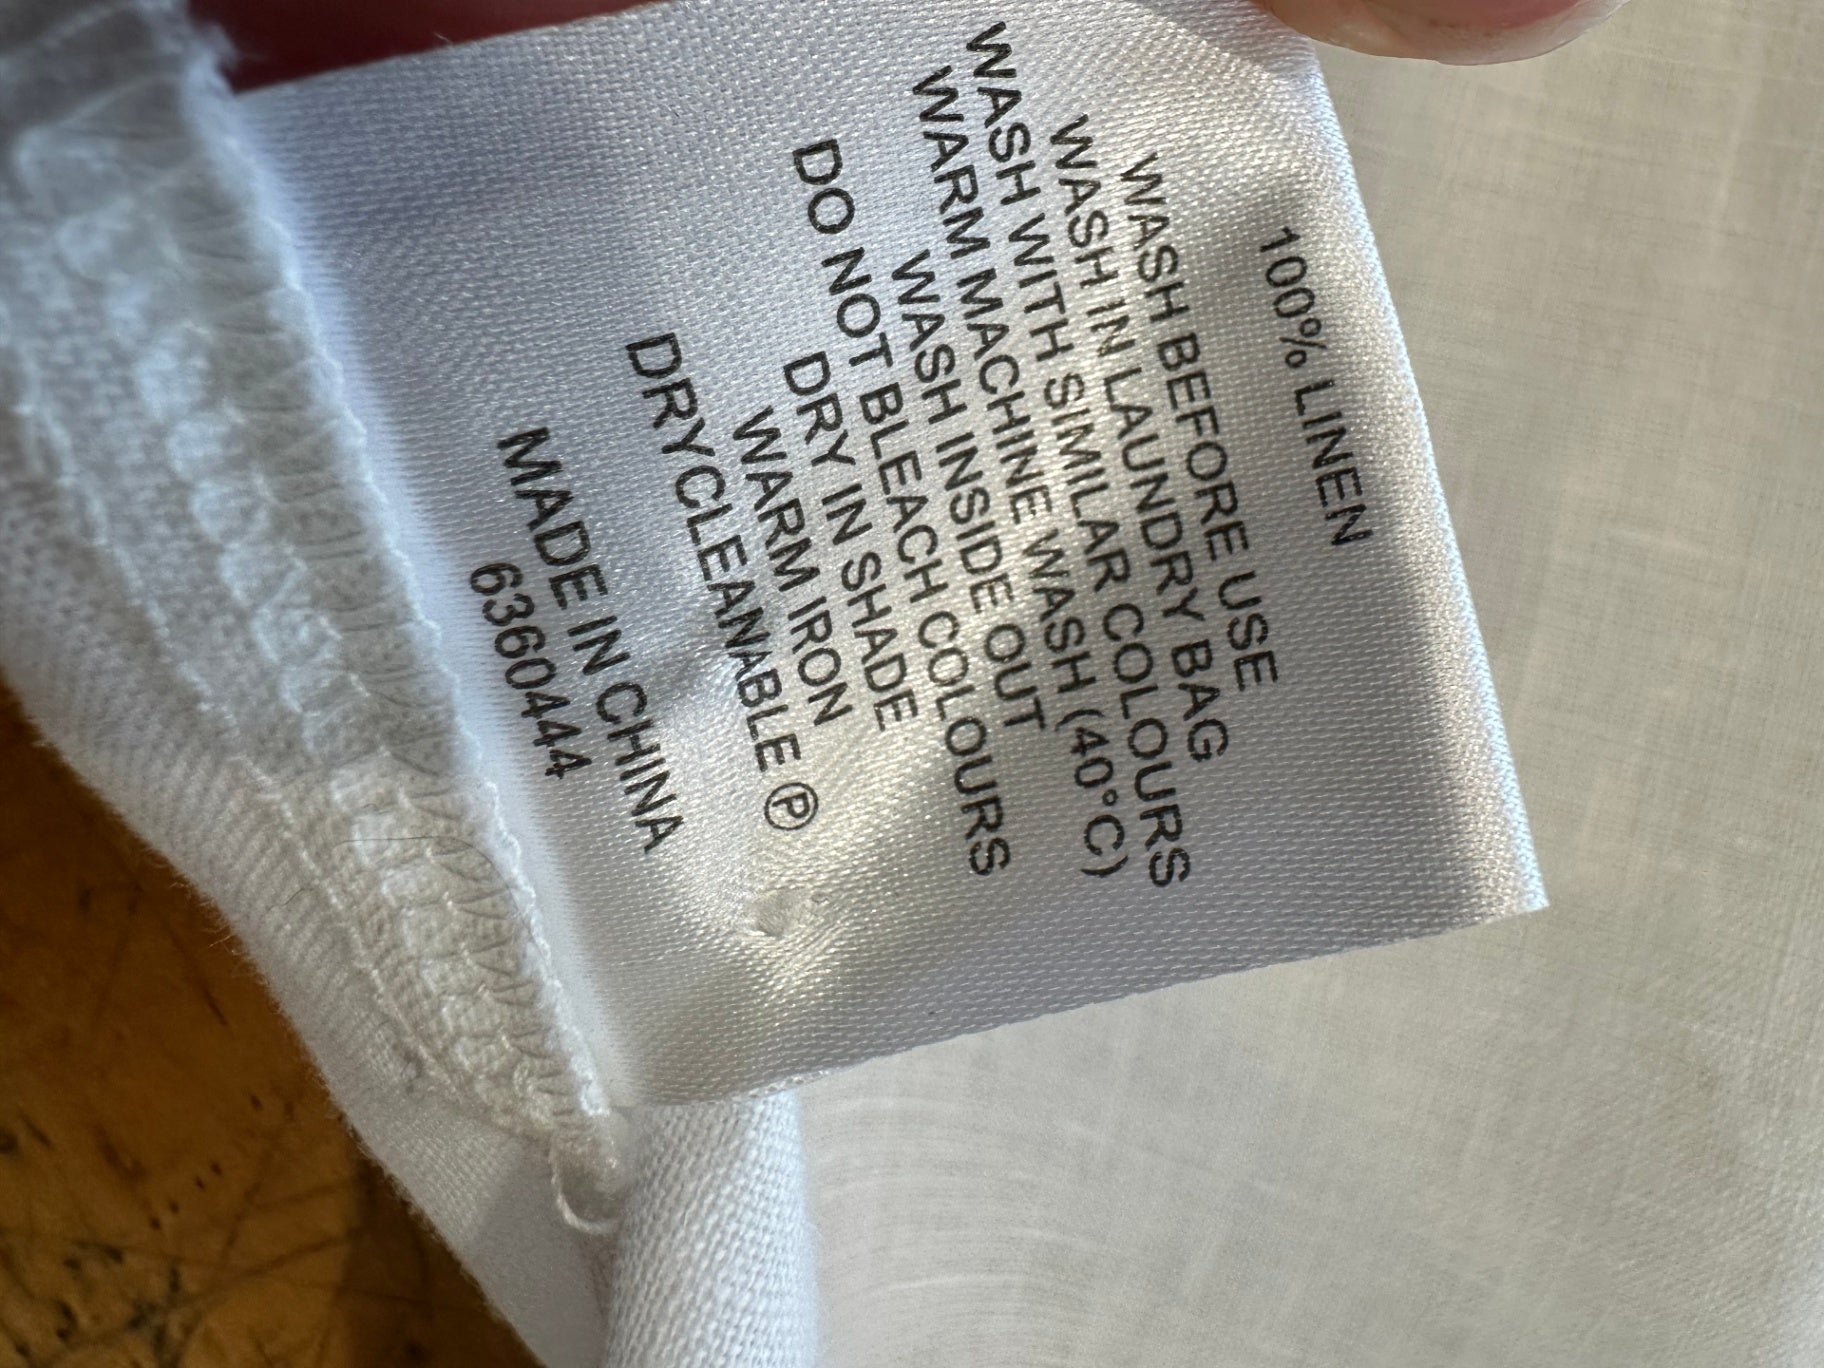 100% LINEN
WASH BEFORE USE
WASH IN LAUNDRY BAG
WASH WITH SIMILAR COLOURS
WARM MACHINE WASH (40°C)
WASH INSIDE OUT
DO NOT BLEACH COLOURS
DRY IN SHADE
WARM IRON
DRYCLEANABLE Ⓟ
MADE IN CHINA
6360444